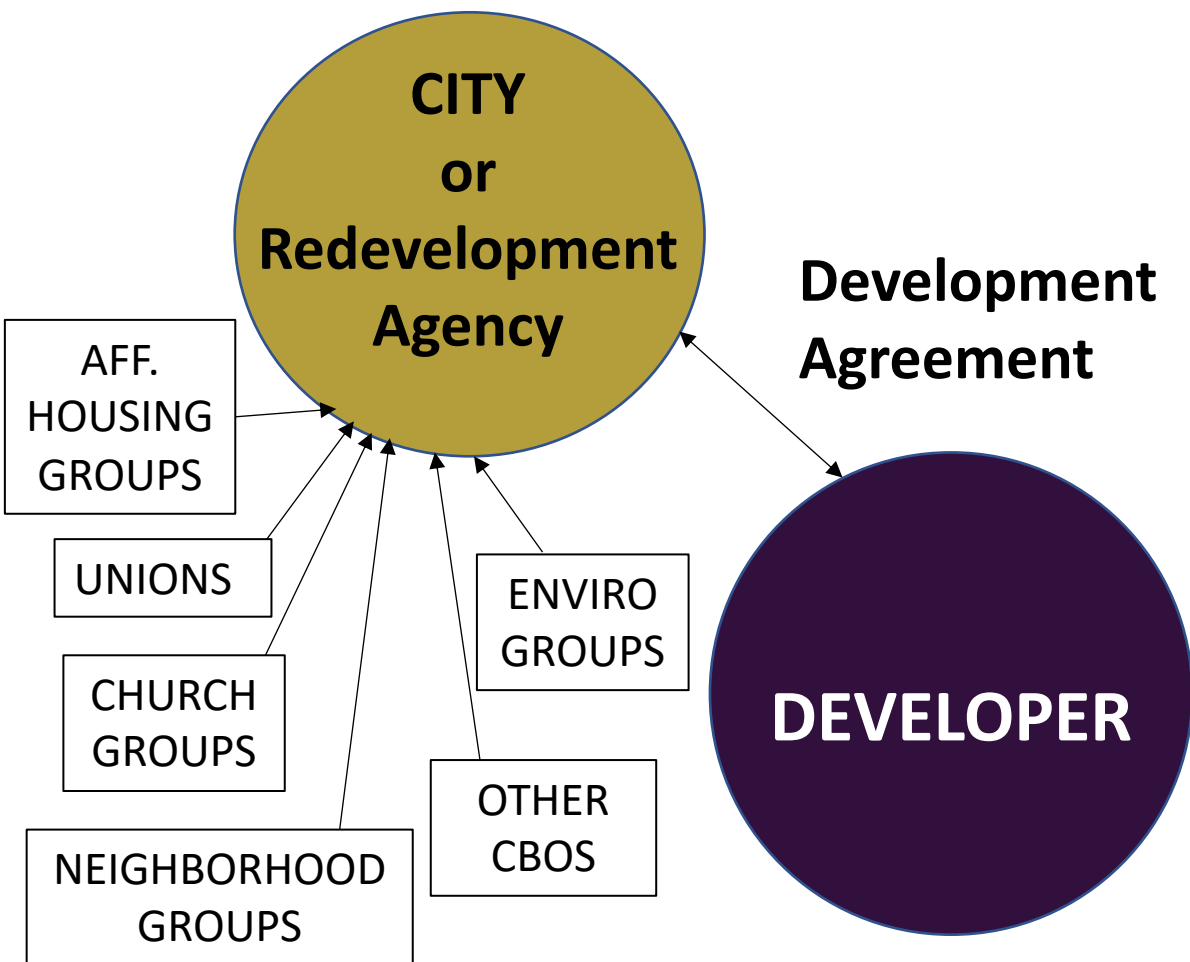 CITY
or
Redevelopment
Agency
Development
Agreement
AFF.
HOUSING
GROUPS
UNIONS
CHURCH
GROUPS
NEIGHBORHOOD
GROUPS
OTHER
CBOS
ENVIRO
GROUPS
DEVELOPER